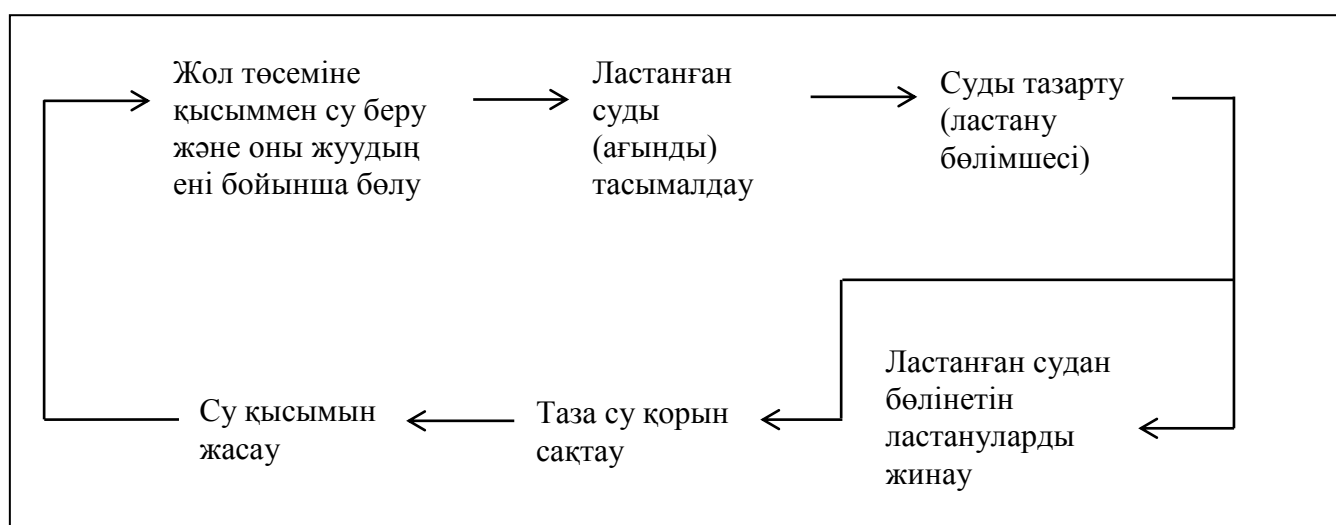 Жол төсеміне
қысыммен су беру
және оны жуудың
ені бойынша бөлу
Ластанған
суды
(ағынды)
тасымалдау
Суды тазарту
(ластану
бөлімшесі)
Ластанған судан
бөлінетін
ластануларды
жинау
Таза су қорын
сақтау
Су қысымын
жасау